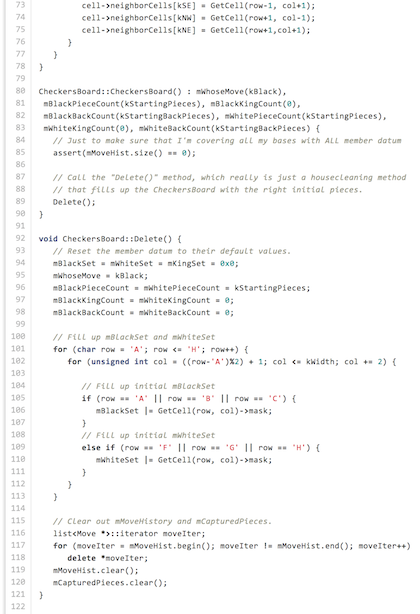 73 cell->neighborCells[kSE] = GetCell(row-1, col+1);
74 cell->neighborCells[kNW] = GetCell(row+1, col-1);
75 cell->neighborCells[kNE] = GetCell(row+1,col+1);
76 }
77 }
78 }
79
80 CheckersBoard::CheckersBoard() : mWhoseMove(kBlack),
81 mBlackPieceCount(kStartingPieces), mBlackKingCount(0),
82 mBlackBackCount(kStartingBackPieces), mWhitePieceCount(kStartingPieces),
83 mWhiteKingCount(0), mWhiteBackCount(kStartingBackPieces) {
84 // Just to make sure that I'm covering all my bases with ALL member datum
85 assert(mMoveHist.size() == 0);
86
87 // Call the "Delete()" method, which really is just a housecleaning method
88 // that fills up the CheckersBoard with the right initial pieces.
89 Delete();
90 }
91
92 void CheckersBoard::Delete() {
93 // Reset the member datum to their default values.
94 mBlackSet = mWhiteSet = mKingSet = 0x0;
95 mWhoseMove = kBlack;
96 mBlackPieceCount = mWhitePieceCount = kStartingPieces;
97 mBlackKingCount = mWhiteKingCount = 0;
98 mBlackBackCount = mWhiteBackCount = 0;
99
100 // Fill up mBlackSet and mWhiteSet
101 for (char row = 'A'; row <= 'H'; row++) {
102 for (unsigned int col = ((row-'A')%2) + 1; col <= kWidth; col += 2) {
103
104 // Fill up initial mBlackSet
105 if (row == 'A' || row == 'B' || row == 'C') {
106 mBlackSet |= GetCell(row, col)->mask;
107 }
108 // Fill up initial mWhiteSet
109 else if (row == 'F' || row == 'G' || row == 'H') {
110 mWhiteSet |= GetCell(row, col)->mask;
111 }
112 }
113 }
114
115 // Clear out mMoveHistory and mCapturedPieces.
116 list<Move *>::iterator moveIter;
117 for (moveIter = mMoveHist.begin(); moveIter != mMoveHist.end(); moveIter++)
118 delete *moveIter;
119 mMoveHist.clear();
120 mCapturedPieces.clear();
121 }
122